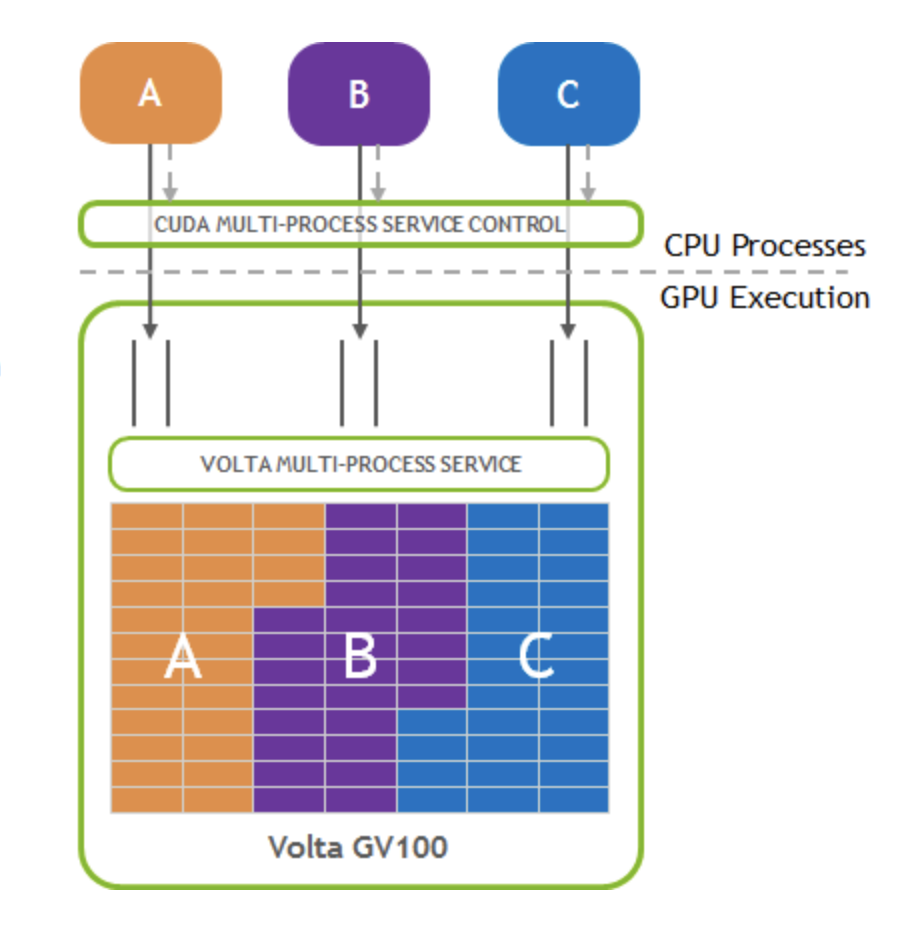 A
B
C
CUDA MULTI-PROCESS SERVICE CONTROL
CPU Processes
GPU Execution
VOLTA MULTI-PROCESS SERVICE
A
B
C
Volta GV100